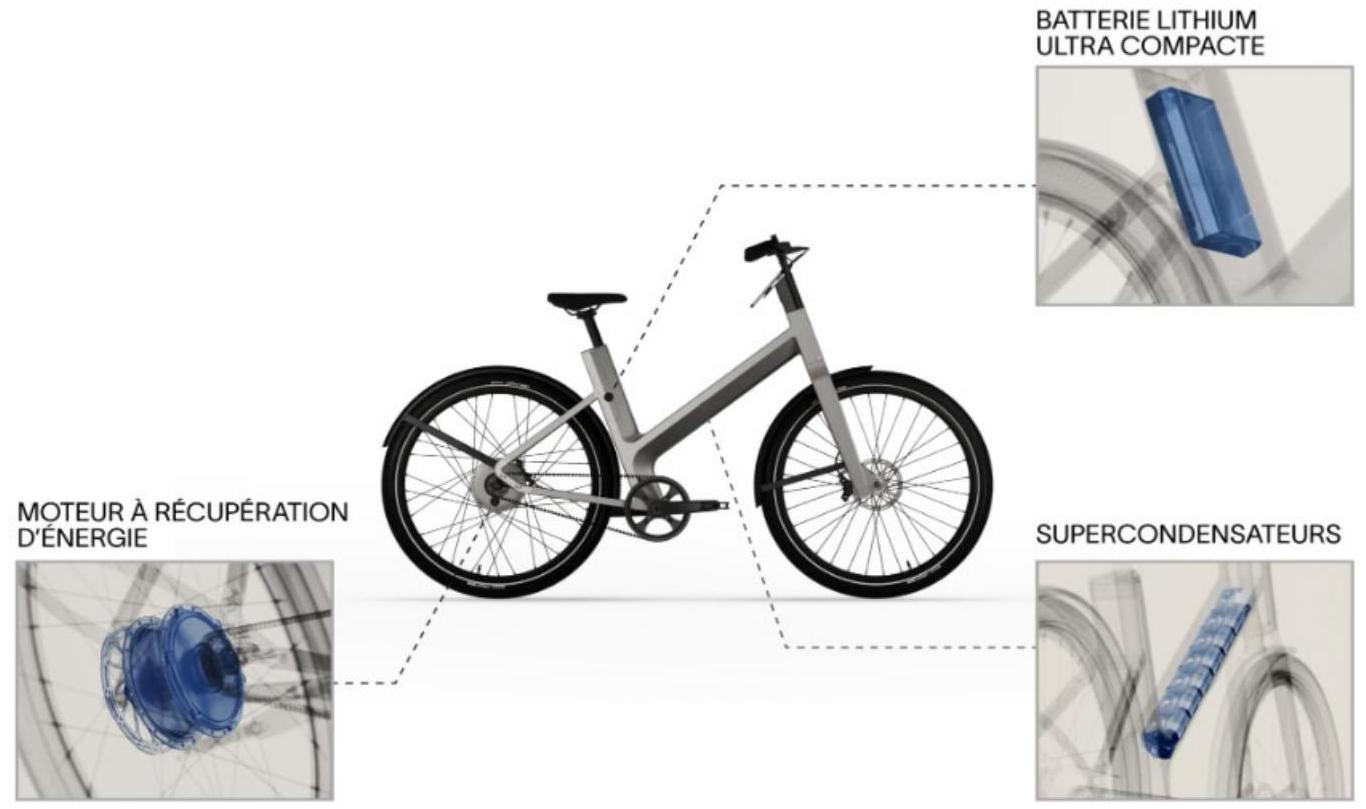 BATTERIE LITHIUM
ULTRA COMPACTE
MOTEUR À RÉCUPÉRATION
D'ÉNERGIE
SUPERCONDENSATEURS